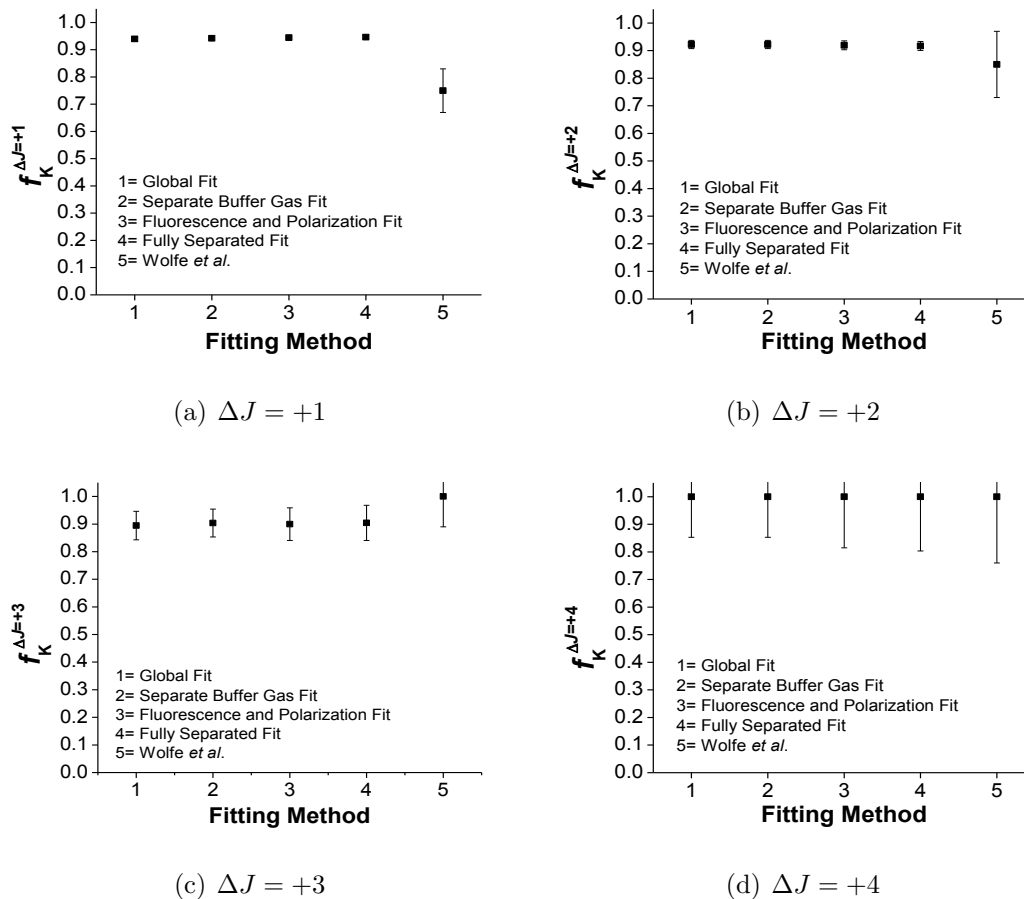 1.0
0.9
0.8
0.7
0.6
0.5
0.4
0.3
0.2
0.1
0.0
f_K^{ΔJ=+1}
1= Global Fit
2= Separate Buffer Gas Fit
3= Fluorescence and Polarization Fit
4= Fully Separated Fit
5= Wolfe et al.
1 2 3 4 5
Fitting Method
(a) ΔJ = +1
1.0
0.9
0.8
0.7
0.6
0.5
0.4
0.3
0.2
0.1
0.0
f_K^{ΔJ=+2}
1= Global Fit
2= Separate Buffer Gas Fit
3= Fluorescence and Polarization Fit
4= Fully Separated Fit
5= Wolfe et al.
1 2 3 4 5
Fitting Method
(b) ΔJ = +2
1.0
0.9
0.8
0.7
0.6
0.5
0.4
0.3
0.2
0.1
0.0
f_K^{ΔJ=+3}
1= Global Fit
2= Separate Buffer Gas Fit
3= Fluorescence and Polarization Fit
4= Fully Separated Fit
5= Wolfe et al.
1 2 3 4 5
Fitting Method
(c) ΔJ = +3
1.0
0.9
0.8
0.7
0.6
0.5
0.4
0.3
0.2
0.1
0.0
f_K^{ΔJ=+4}
1= Global Fit
2= Separate Buffer Gas Fit
3= Fluorescence and Polarization Fit
4= Fully Separated Fit
5= Wolfe et al.
1 2 3 4 5
Fitting Method
(d) ΔJ = +4